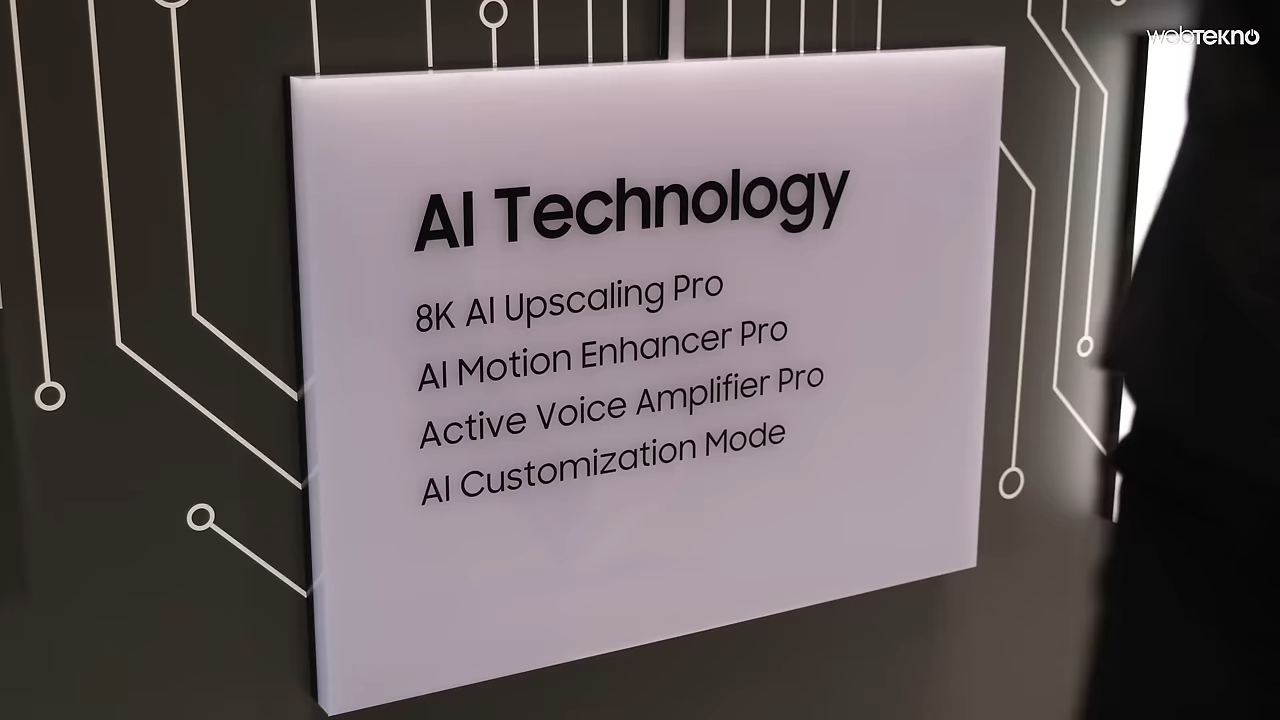 webTEKNO
AI Technology
8K AI Upscaling Pro
AI Motion Enhancer Pro
Active Voice Amplifier Pro
AI Customization Mode